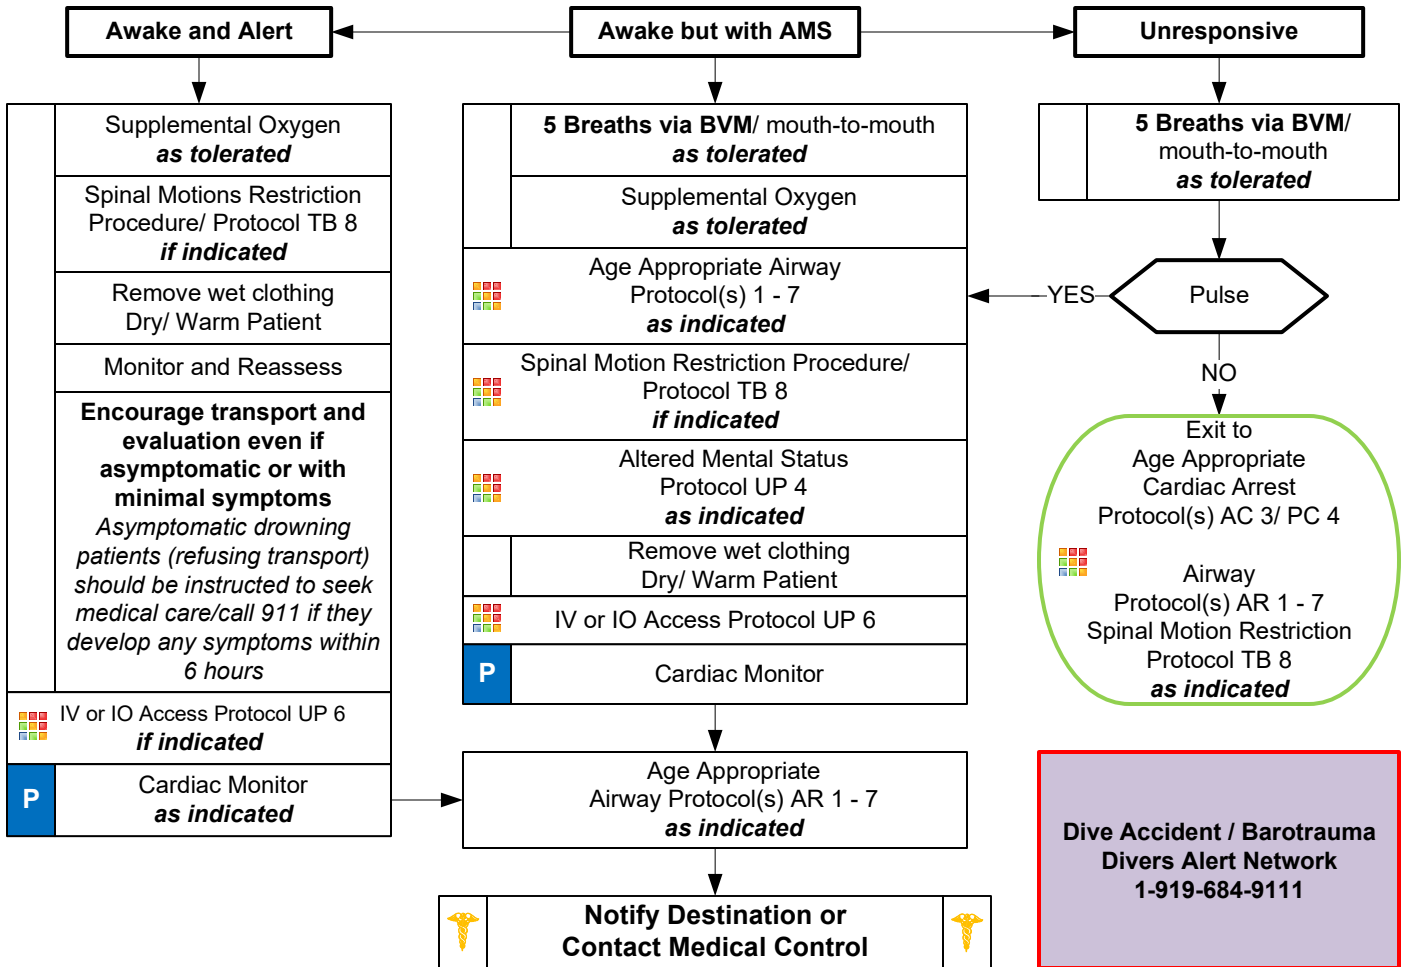 Awake and Alert
Awake but with AMS
Unresponsive
Supplemental Oxygen
as tolerated
Spinal Motions Restriction
Procedure/ Protocol TB 8
if indicated
Remove wet clothing
Dry/ Warm Patient
Monitor and Reassess
Encourage transport and
evaluation even if
asymptomatic or with
minimal symptoms
Asymptomatic drowning
patients (refusing transport)
should be instructed to seek
medical care/call 911 if they
develop any symptoms within
6 hours
IV or IO Access Protocol UP 6
if indicated
P
Cardiac Monitor
as indicated
5 Breaths via BVM/ mouth-to-mouth
as tolerated
Supplemental Oxygen
as tolerated
Age Appropriate Airway
Protocol(s) 1 - 7
as indicated
Spinal Motion Restriction Procedure/
Protocol TB 8
if indicated
Altered Mental Status
Protocol UP 4
as indicated
Remove wet clothing
Dry/ Warm Patient
IV or IO Access Protocol UP 6
P
Cardiac Monitor
Age Appropriate
Airway Protocol(s) AR 1 - 7
as indicated
Notify Destination or
Contact Medical Control
5 Breaths via BVM/
mouth-to-mouth
as tolerated
YES
Pulse
NO
Exit to
Age Appropriate
Cardiac Arrest
Protocol(s) AC 3/ PC 4
Airway
Protocol(s) AR 1 - 7
Spinal Motion Restriction
Protocol TB 8
as indicated
Dive Accident / Barotrauma
Divers Alert Network
1-919-684-9111